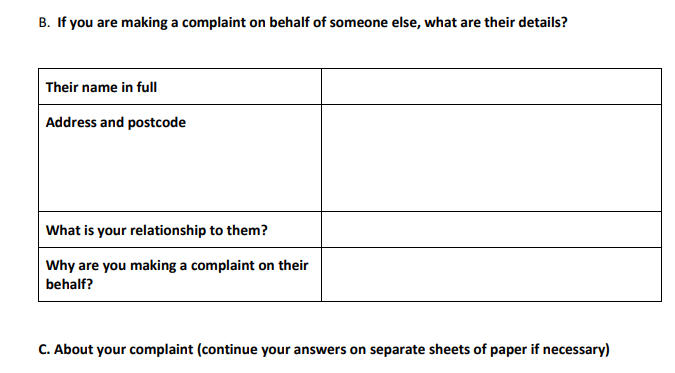 B. If you are making a complaint on behalf of someone else, what are their details?
Their name in full
Address and postcode
What is your relationship to them?
Why are you making a complaint on their
behalf?
C. About your complaint (continue your answers on separate sheets of paper if necessary)